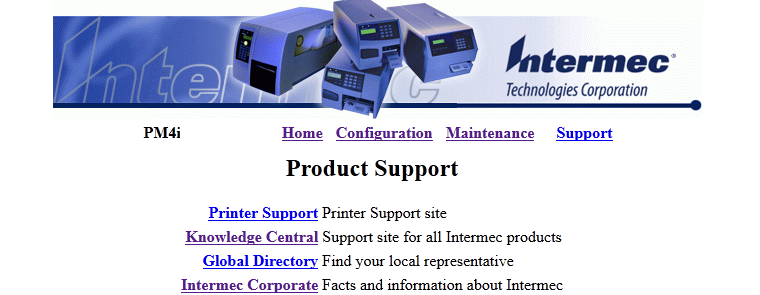 Intermec
Intermec®
Technologies Corporation
PM4i Home Configuration Maintenance Support
Product Support
Printer Support Printer Support site
Knowledge Central Support site for all Intermec products
Global Directory Find your local representative
Intermec Corporate Facts and information about Intermec